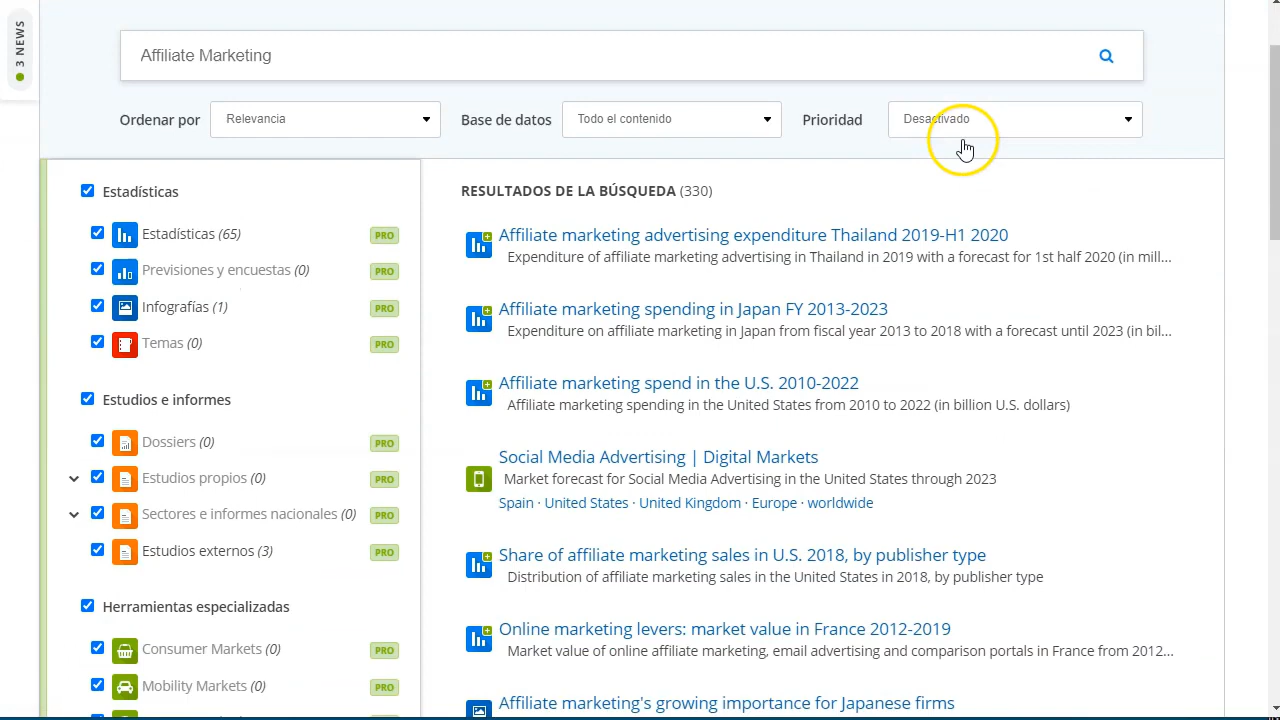 3 NEWS
Affiliate Marketing
Ordenar por Relevancia Base de datos Todo el contenido Prioridad Desactivado
Estadísticas
Estadísticas (65) PRO
Previsiones y encuestas (0) PRO
Infografías (1) PRO
Temas (0) PRO
Estudios e informes
Dossiers (0) PRO
Estudios propios (0) PRO
Sectores e informes nacionales (0) PRO
Estudios externos (3) PRO
Herramientas especializadas
Consumer Markets (0) PRO
Mobility Markets (0) PRO
RESULTADOS DE LA BÚSQUEDA (330)
Affiliate marketing advertising expenditure Thailand 2019-H1 2020
Expenditure of affiliate marketing advertising in Thailand in 2019 with a forecast for 1st half 2020 (in mill...
Affiliate marketing spending in Japan FY 2013-2023
Expenditure on affiliate marketing in Japan from fiscal year 2013 to 2018 with a forecast until 2023 (in bil...
Affiliate marketing spend in the U.S. 2010-2022
Affiliate marketing spending in the United States from 2010 to 2022 (in billion U.S. dollars)
Social Media Advertising | Digital Markets
Market forecast for Social Media Advertising in the United States through 2023
Spain · United States · United Kingdom · Europe · worldwide
Share of affiliate marketing sales in U.S. 2018, by publisher type
Distribution of affiliate marketing sales in the United States in 2018, by publisher type
Online marketing levers: market value in France 2012-2019
Market value of online affiliate marketing, email advertising and comparison portals in France from 2012...
Affiliate marketing's growing importance for Japanese firms